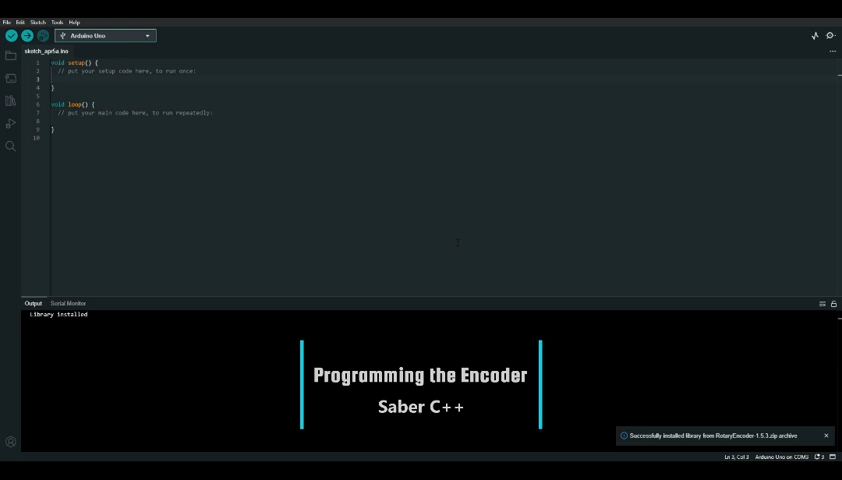 File Edit Sketch Tools Help
Arduino Uno
sketch_apr5a.ino
1 void setup() {
2 // put your setup code here, to run once:
3
4 }
5
6 void loop() {
7 // put your main code here, to run repeatedly:
8
9 }
10
Output Serial Monitor
Library installed
Programming the Encoder
Saber C++
Successfully installed library from RotaryEncoder-1.5.3.zip archive
Ln 3, Col 3 Arduino Uno on COM3 3